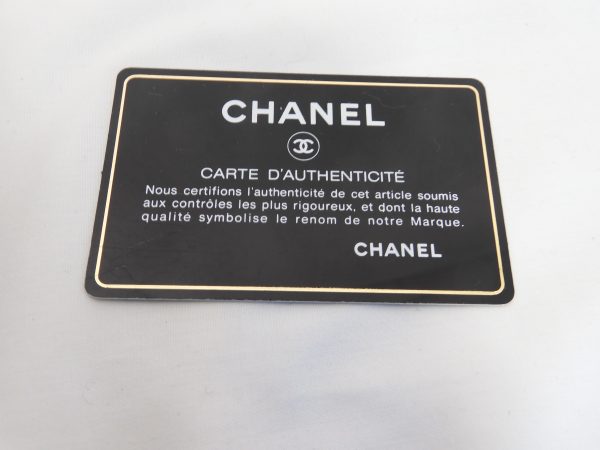 CHANEL
CARTE D'AUTHENTICITÉ
Nous certifions l'authenticité de cet article soumis
aux contrôles les plus rigoureux, et dont la haute
qualité symbolise le renom de notre Marque.
CHANEL